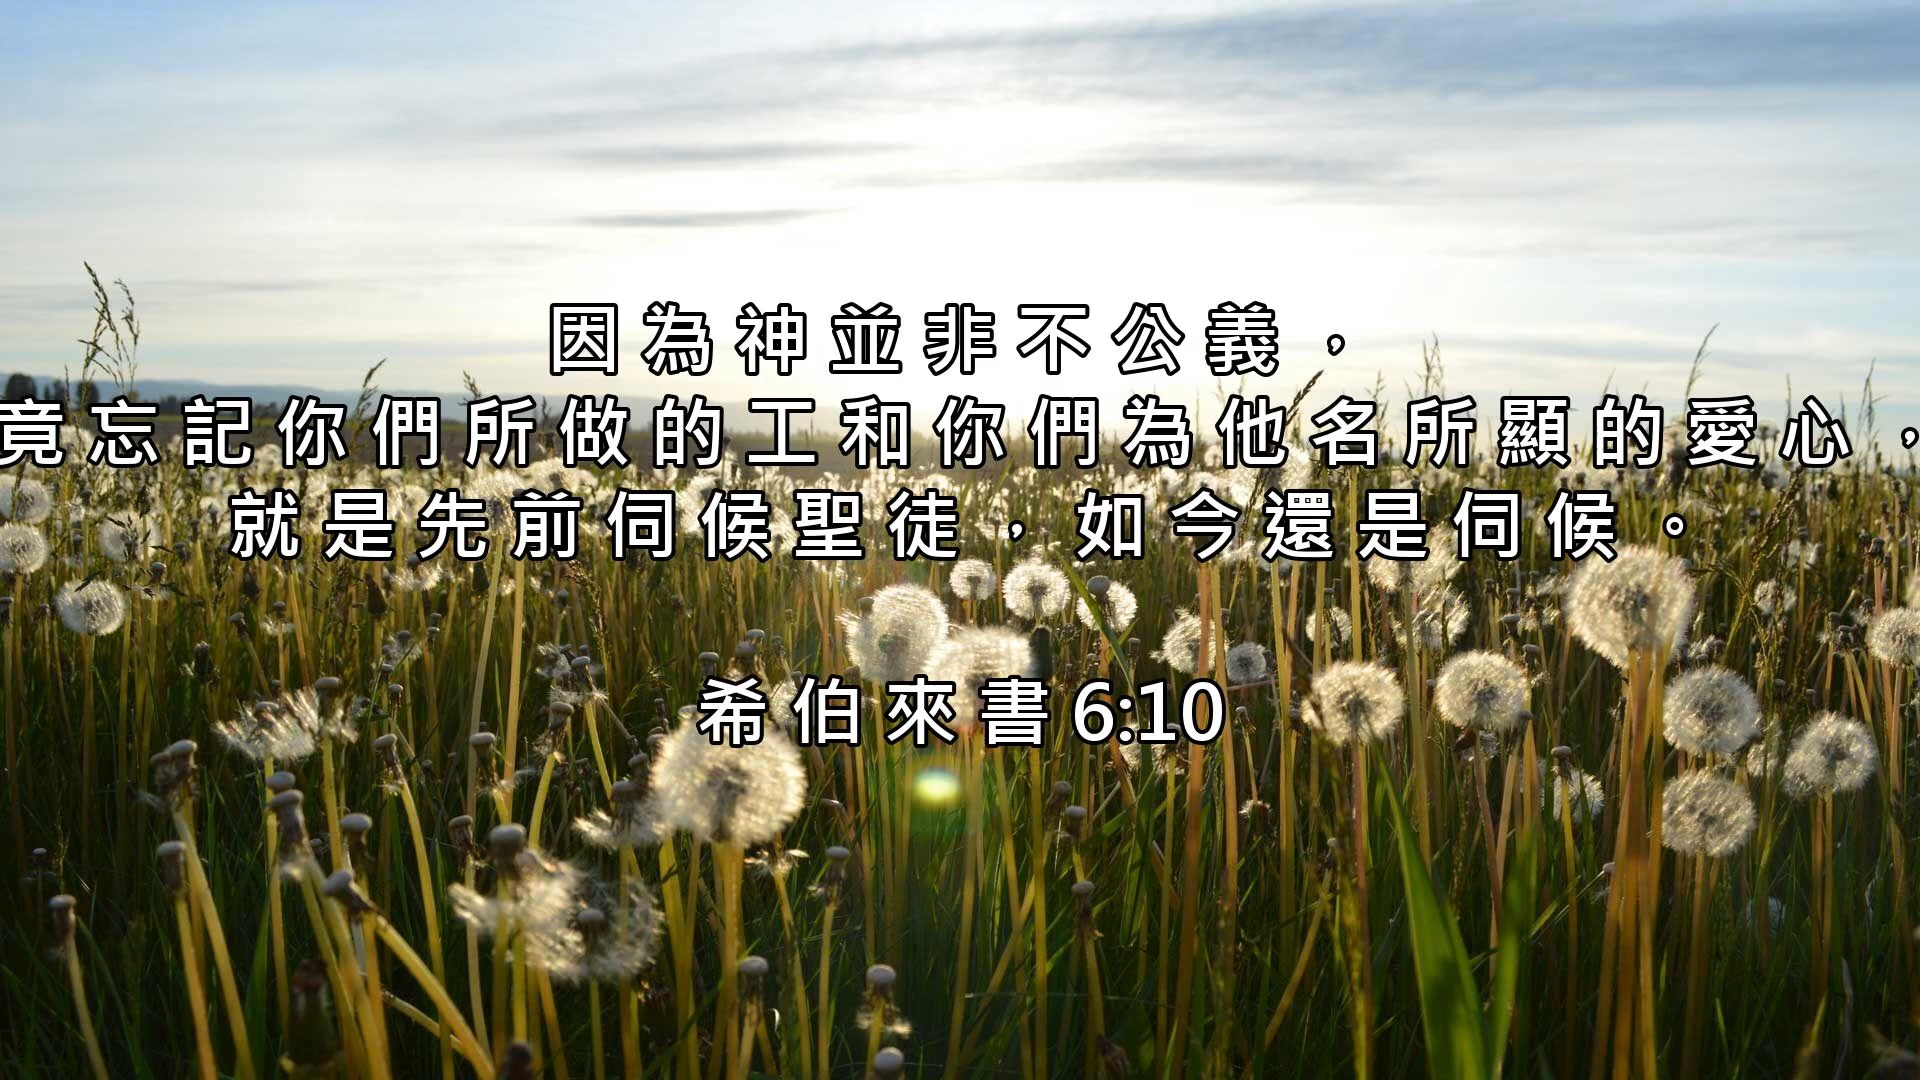 因為神並非不公義，
竟忘記你們所做的工和你們為他名所顯的愛心，
就是先前伺候聖徒，如今還是伺候。
希伯來書6:10